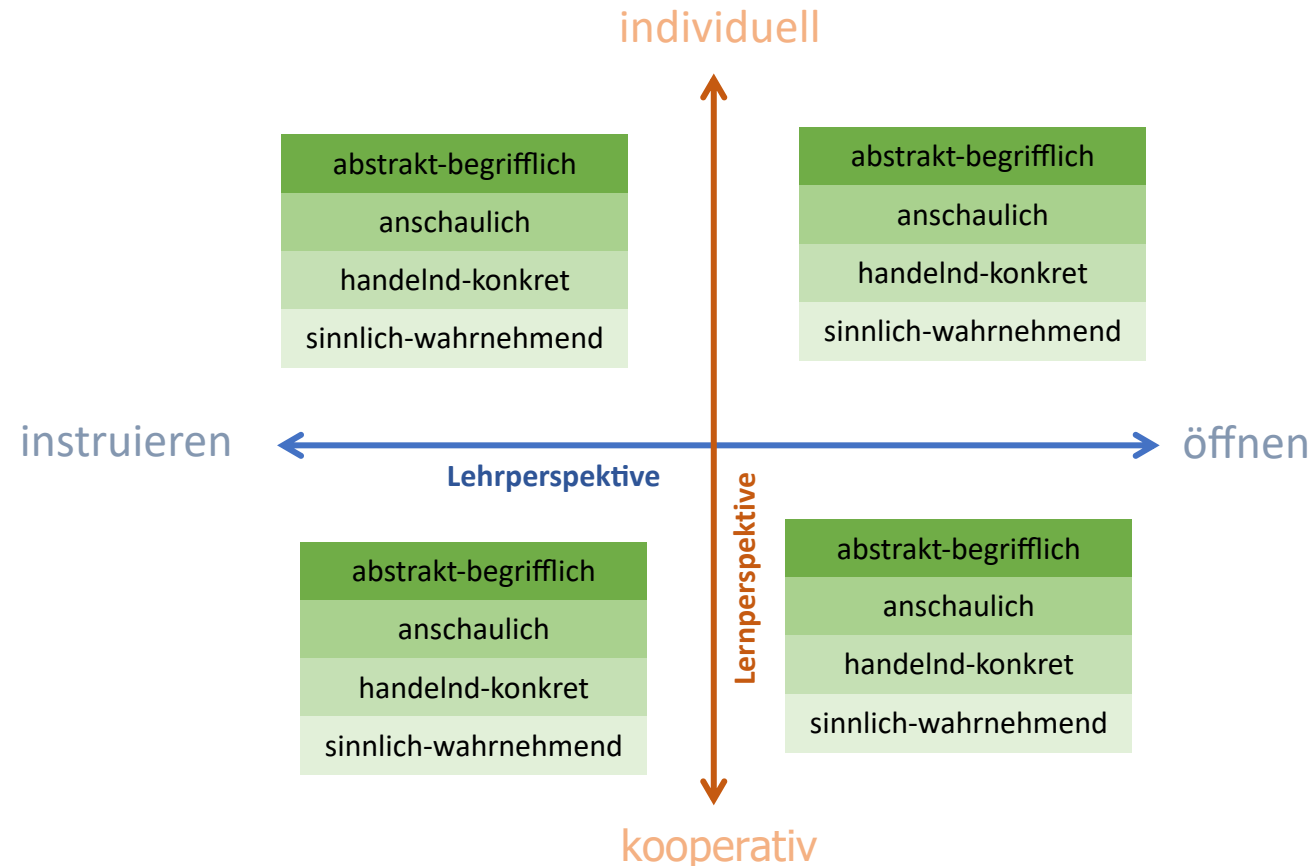 individuell
abstrakt-begrifflich
anschaulich
handelnd-konkret
sinnlich-wahrnehmend
abstrakt-begrifflich
anschaulich
handelnd-konkret
sinnlich-wahrnehmend
instruieren
öffnen
Lehrperspektive
Lernperspektive
abstrakt-begrifflich
anschaulich
handelnd-konkret
sinnlich-wahrnehmend
abstrakt-begrifflich
anschaulich
handelnd-konkret
sinnlich-wahrnehmend
kooperativ